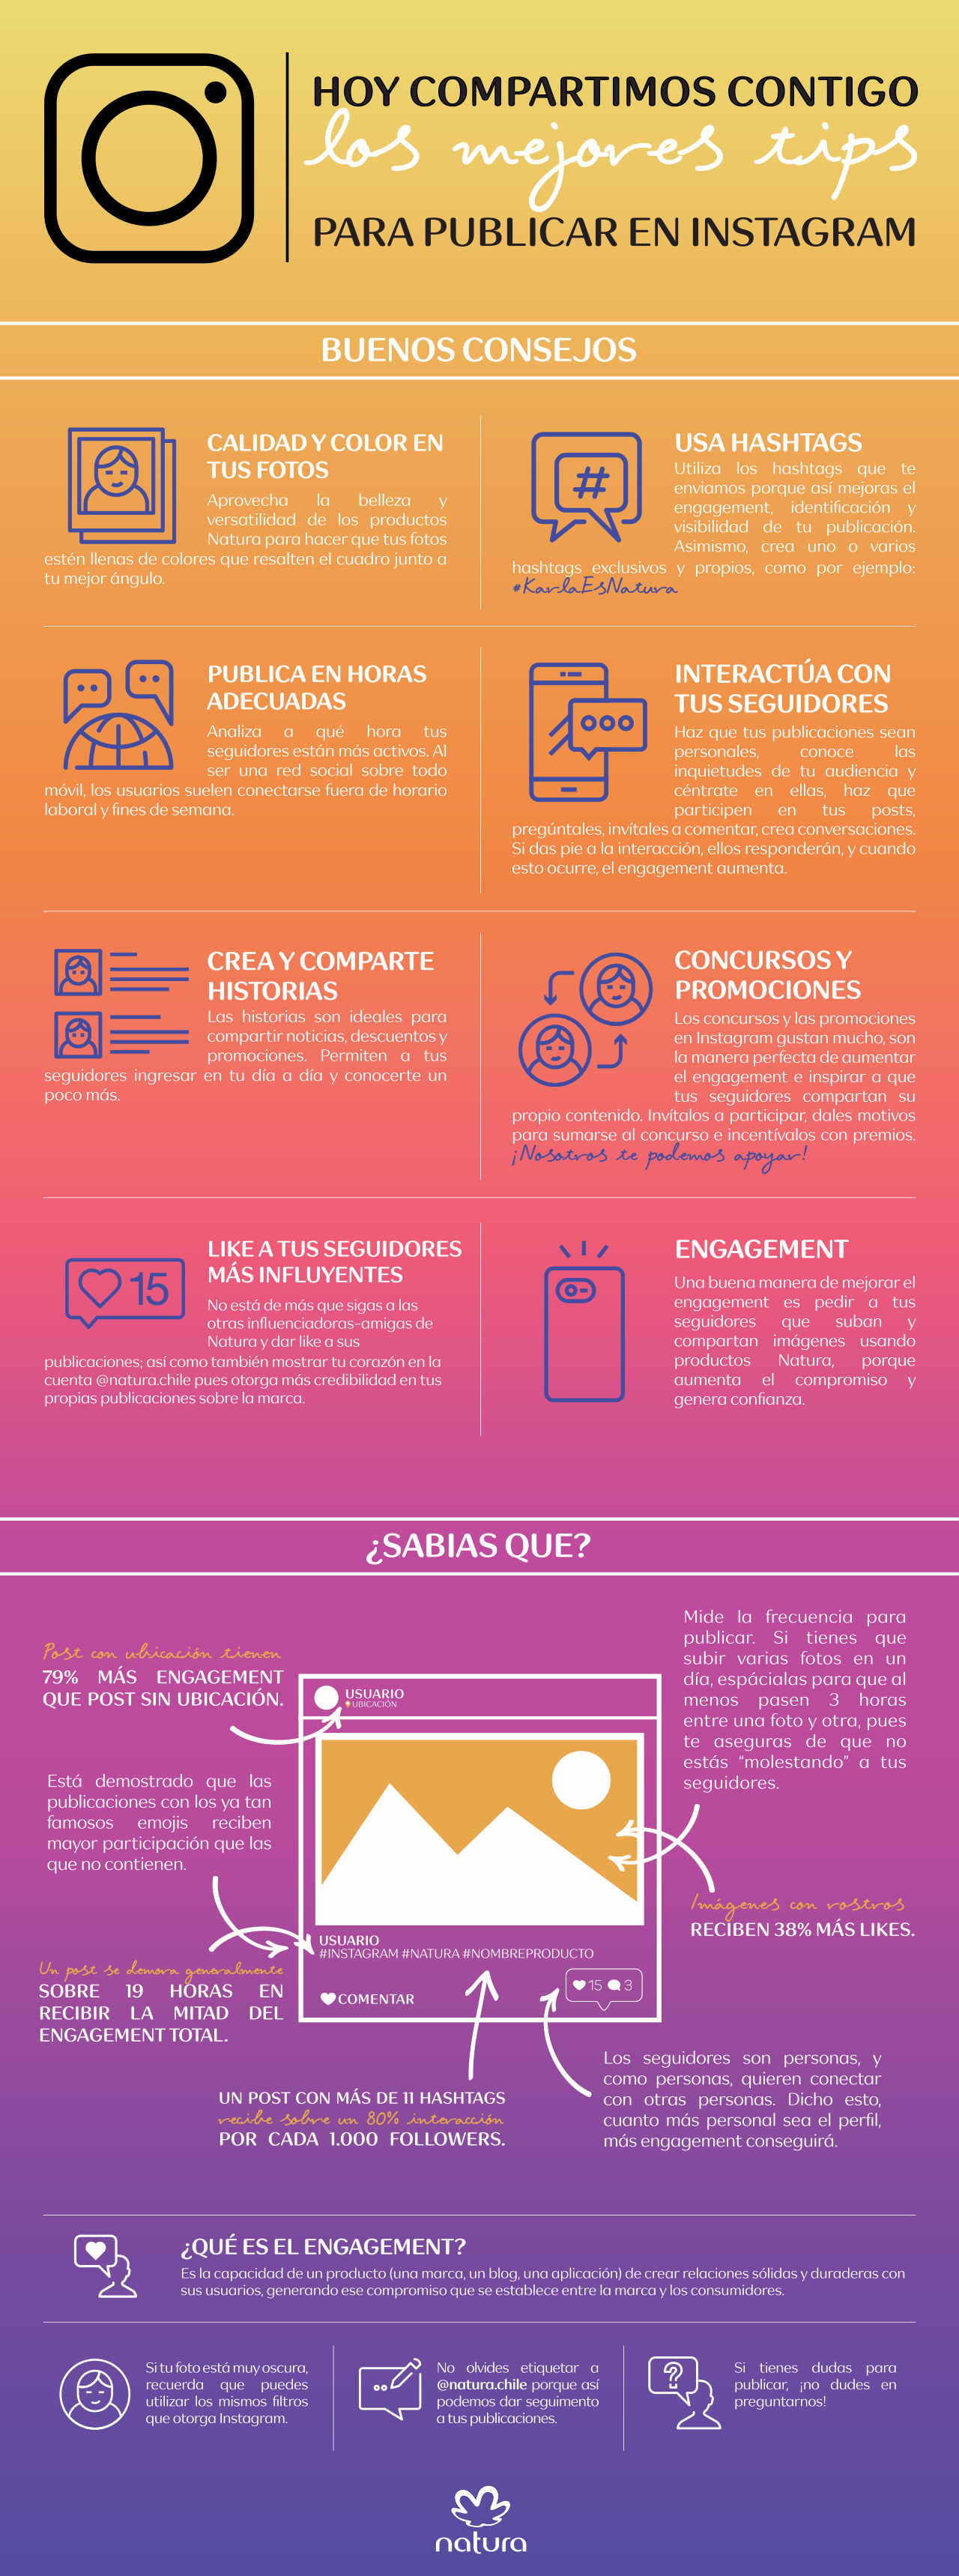 HOY COMPARTIMOS CONTIGO
los mejores tips
PARA PUBLICAR EN INSTAGRAM
BUENOS CONSEJOS
CALIDAD Y COLOR EN
TUS FOTOS
Aprovecha la belleza y
versatilidad de los productos
Natura para hacer que tus fotos
estén llenas de colores que resalten el cuadro junto a
tu mejor ángulo.
#
USA HASHTAGS
Utiliza los hashtags que te
enviamos porque así mejoras el
engagement, identificación y
visibilidad de tu publicación.
Asimismo, crea uno o varios
hashtags exclusivos y propios, como por ejemplo:
#KarlaEsNatura
PUBLICA EN HORAS
ADECUADAS
Analiza a qué hora tus
seguidores están más activos. Al
ser una red social sobre todo
móvil, los usuarios suelen conectarse fuera de horario
laboral y fines de semana.
INTERACTÚA CON
TUS SEGUIDORES
Haz que tus publicaciones sean
personales, conoce las
inquietudes de tu audiencia y
céntrate en ellas, haz que
participen en tus posts,
pregúntales, invítales a comentar, crea conversaciones.
Si das pie a la interacción, ellos responderán, y cuando
esto ocurre, el engagement aumenta.
CREA Y COMPARTE
HISTORIAS
Las historias son ideales para
compartir noticias, descuentos y
promociones. Permiten a tus
seguidores ingresar en tu día a día y conocerte un
poco más.
CONCURSOS Y
PROMOCIONES
Los concursos y las promociones
en Instagram gustan mucho, son
la manera perfecta de aumentar
el engagement e inspirar a que
tus seguidores compartan su
propio contenido. Invítalos a participar, dales motivos
para sumarse al concurso e incentívalos con premios.
¡Nosotros te podemos apoyar!
15
LIKE A TUS SEGUIDORES
MÁS INFLUYENTES
No está de más que sigas a las
otras influenciadoras-amigas de
Natura y dar like a sus
publicaciones; así como también mostrar tu corazón en la
cuenta @natura.chile pues otorga más credibilidad en tus
propias publicaciones sobre la marca.
ENGAGEMENT
Una buena manera de mejorar el
engagement es pedir a tus
seguidores que suban y
compartan imágenes usando
productos Natura, porque
aumenta el compromiso y
genera confianza.
¿SABIAS QUE?
Post con ubicación tienen
79% MÁS ENGAGEMENT
QUE POST SIN UBICACIÓN.
Está demostrado que las
publicaciones con los ya tan
famosos emojis reciben
mayor participación que las
que no contienen.
Un post se demora generalmente
SOBRE 19 HORAS EN
RECIBIR LA MITAD DEL
ENGAGEMENT TOTAL.
USUARIO
UBICACIÓN
USUARIO
#INSTAGRAM #NATURA #NOMBREPRODUCTO
COMENTAR
15 3
Mide la frecuencia para
publicar. Si tienes que
subir varias fotos en un
día, espácialas para que al
menos pasen 3 horas
entre una foto y otra, pues
te aseguras de que no
estás "molestando" a tus
seguidores.
Imágenes con rostros
RECIBEN 38% MÁS LIKES.
UN POST CON MÁS DE 11 HASHTAGS
recibe sobre un 80% interacción
POR CADA 1.000 FOLLOWERS.
Los seguidores son personas, y
como personas, quieren conectar
con otras personas. Dicho esto,
cuanto más personal sea el perfil,
más engagement conseguirá.
¿QUÉ ES EL ENGAGEMENT?
Es la capacidad de un producto (una marca, un blog, una aplicación) de crear relaciones sólidas y duraderas con
sus usuarios, generando ese compromiso que se establece entre la marca y los consumidores.
Si tu foto está muy oscura,
recuerda que puedes
utilizar los mismos filtros
que otorga Instagram.
No olvides etiquetar a
@natura.chile porque así
podemos dar seguimento
a tus publicaciones.
?
Si tienes dudas para
publicar, ¡no dudes en
preguntarnos!
natura